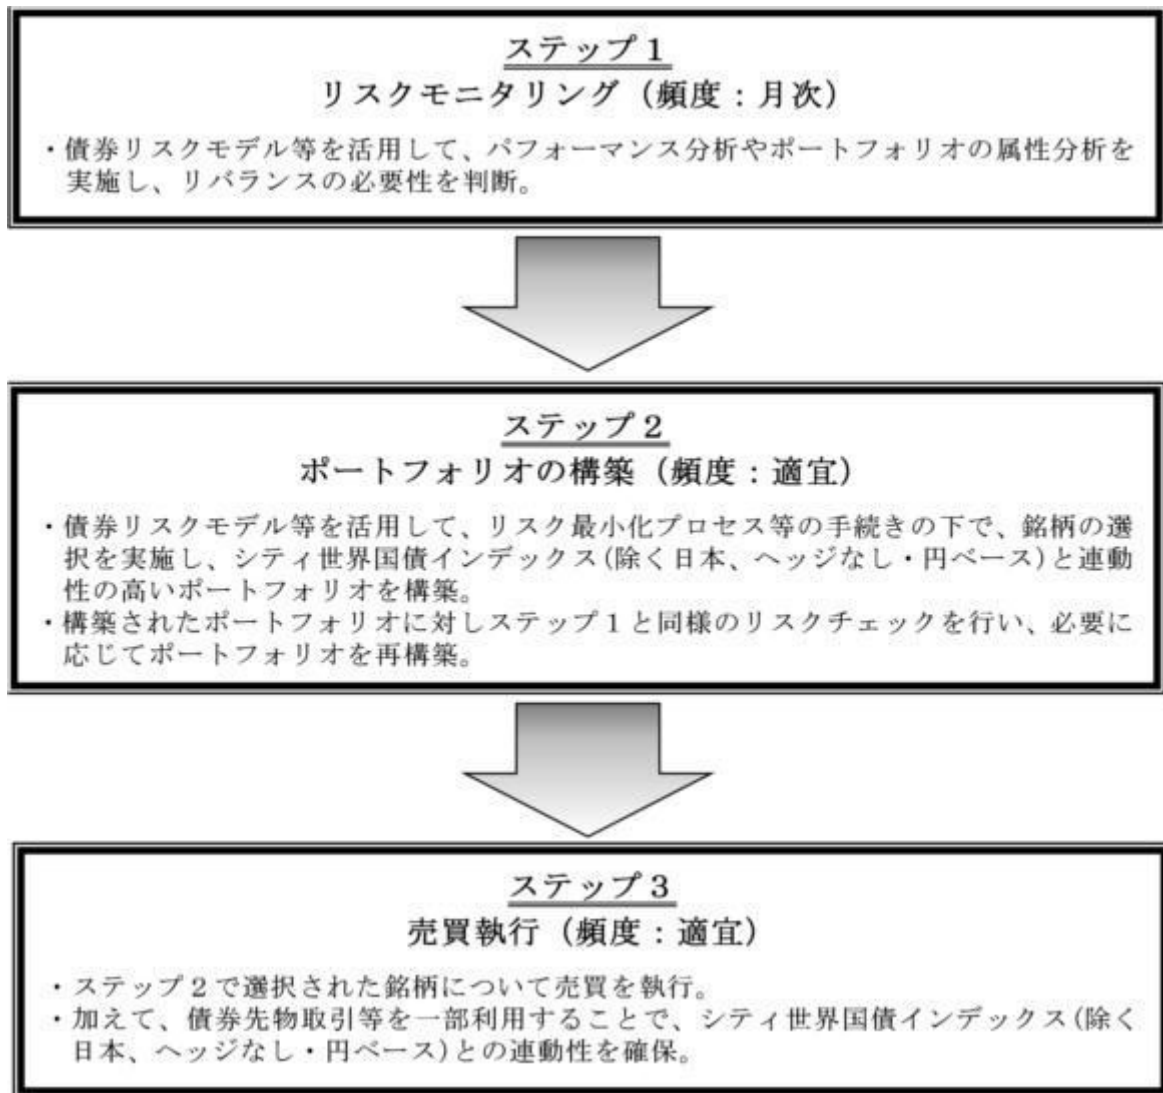 ステップ1
リスクモニタリング（頻度：月次）
・債券リスクモデル等を活用して、パフォーマンス分析やポートフォリオの属性分析を
実施し、リバランスの必要性を判断。
ステップ2
ポートフォリオの構築（頻度：適宜）
・債券リスクモデル等を活用して、リスク最小化プロセス等の手続きの下で、銘柄の選
択を実施し、シティ世界国債インデックス(除く日本、ヘッジなし・円ベース)と連動
性の高いポートフォリオを構築。
・構築されたポートフォリオに対しステップ1と同様のリスクチェックを行い、必要に
応じてポートフォリオを再構築。
ステップ3
売買執行（頻度：適宜）
・ステップ2で選択された銘柄について売買を執行。
・加えて、債券先物取引等を一部利用することで、シティ世界国債インデックス(除く
日本、ヘッジなし・円ベース)との連動性を確保。